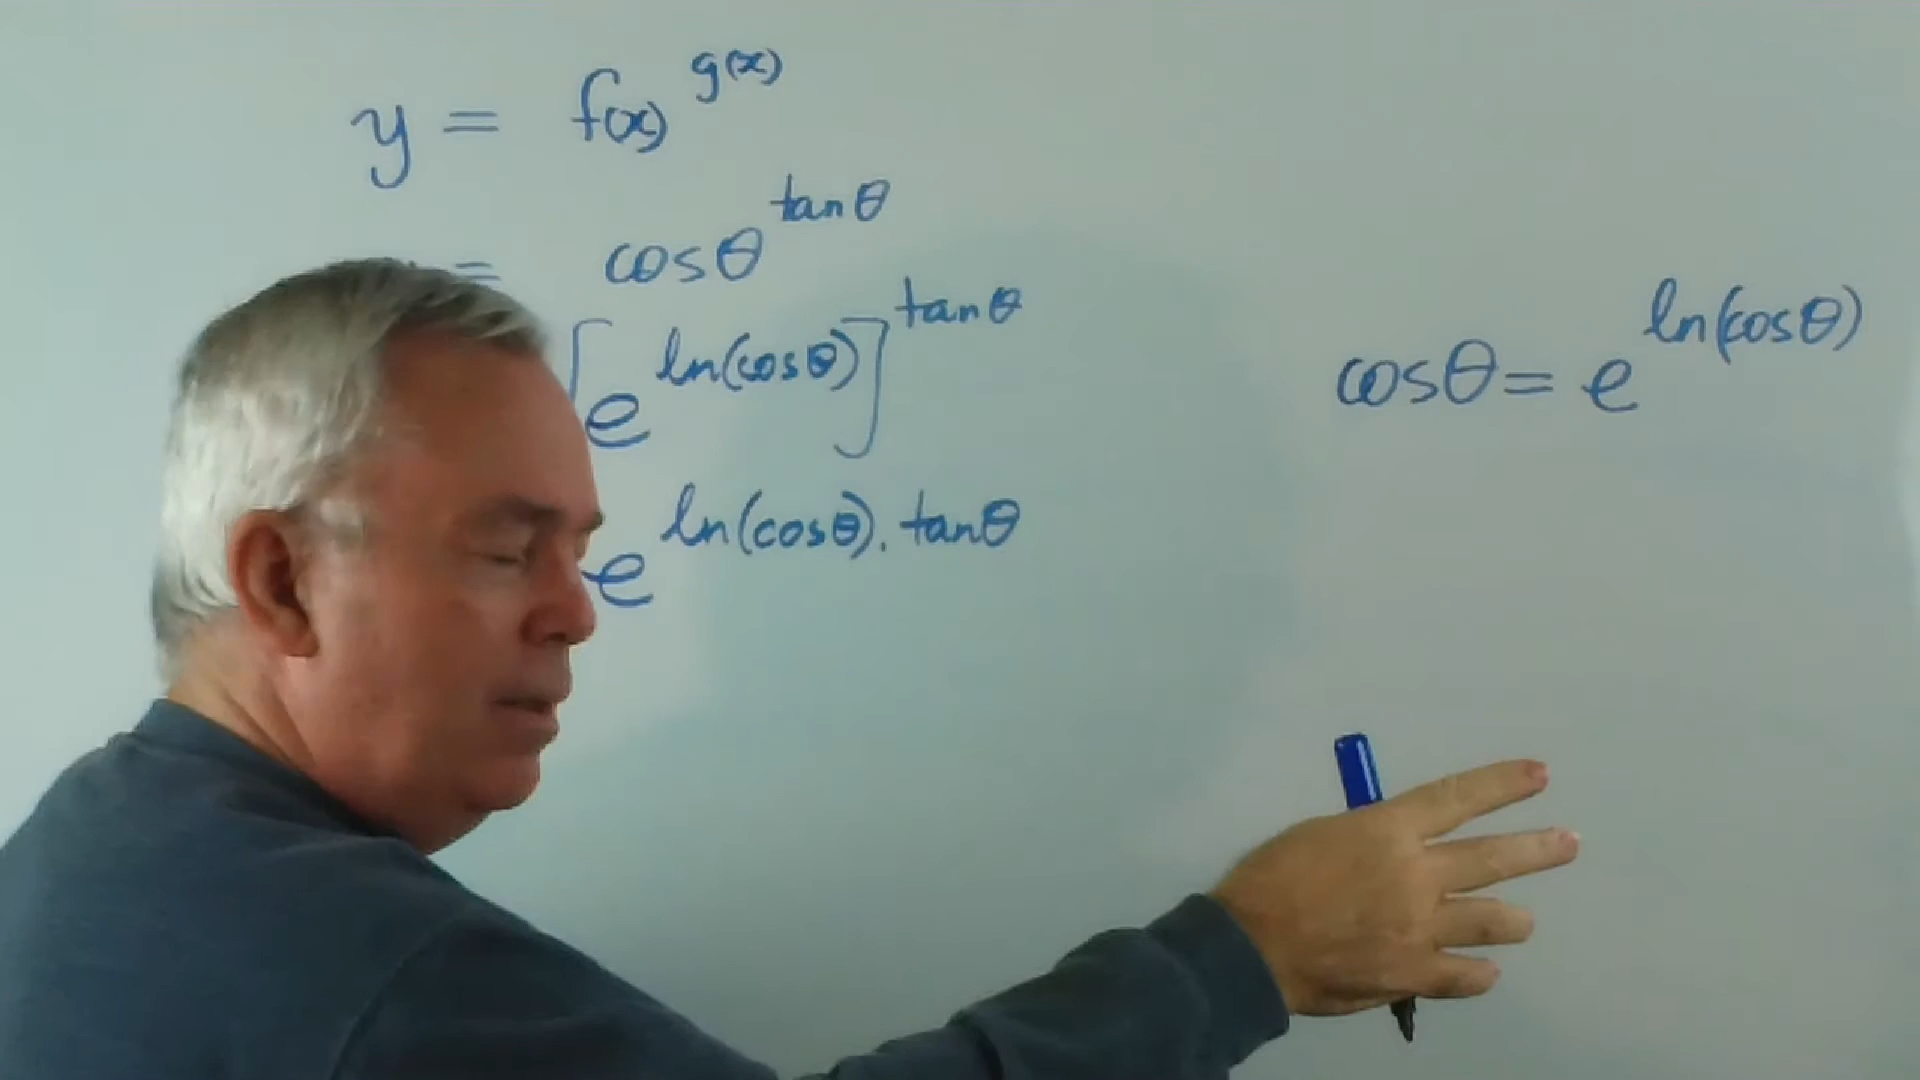 y = f(x)^g(x)
= cosθ^tanθ
[e^ln(cosθ)]^tanθ
e^ln(cosθ).tanθ
cosθ = e^ln(cosθ)